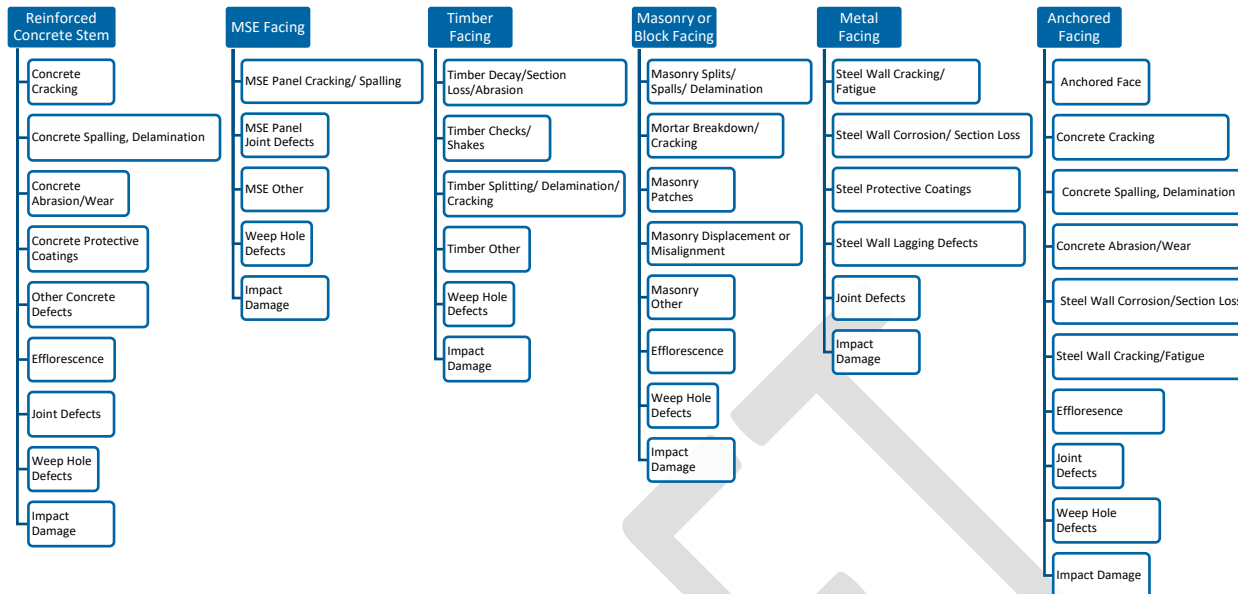 Reinforced
Concrete Stem
Concrete
Cracking
Concrete Spalling, Delamination
Concrete
Abrasion/Wear
Concrete Protective
Coatings
Other Concrete
Defects
Efflorescence
Joint Defects
Weep Hole
Defects
Impact
Damage
MSE Facing
MSE Panel Cracking/ Spalling
MSE Panel
Joint Defects
MSE Other
Weep Hole
Defects
Impact
Damage
Timber
Facing
Timber Decay/Section
Loss/Abrasion
Timber Checks/
Shakes
Timber Splitting/ Delamination/
Cracking
Timber Other
Weep Hole
Defects
Impact
Damage
Masonry or
Block Facing
Masonry Splits/
Spalls/ Delamination
Mortar Breakdown/
Cracking
Masonry
Patches
Masonry Displacement or
Misalignment
Masonry
Other
Efflorescence
Weep Hole
Defects
Impact
Damage
Metal
Facing
Steel Wall Cracking/
Fatigue
Steel Wall Corrosion/ Section Loss
Steel Protective Coatings
Steel Wall Lagging Defects
Joint Defects
Impact
Damage
Anchored
Facing
Anchored Face
Concrete Cracking
Concrete Spalling, Delamination
Concrete Abrasion/Wear
Steel Wall Corrosion/Section Loss
Steel Wall Cracking/Fatigue
Effloresence
Joint
Defects
Weep Hole
Defects
Impact Damage